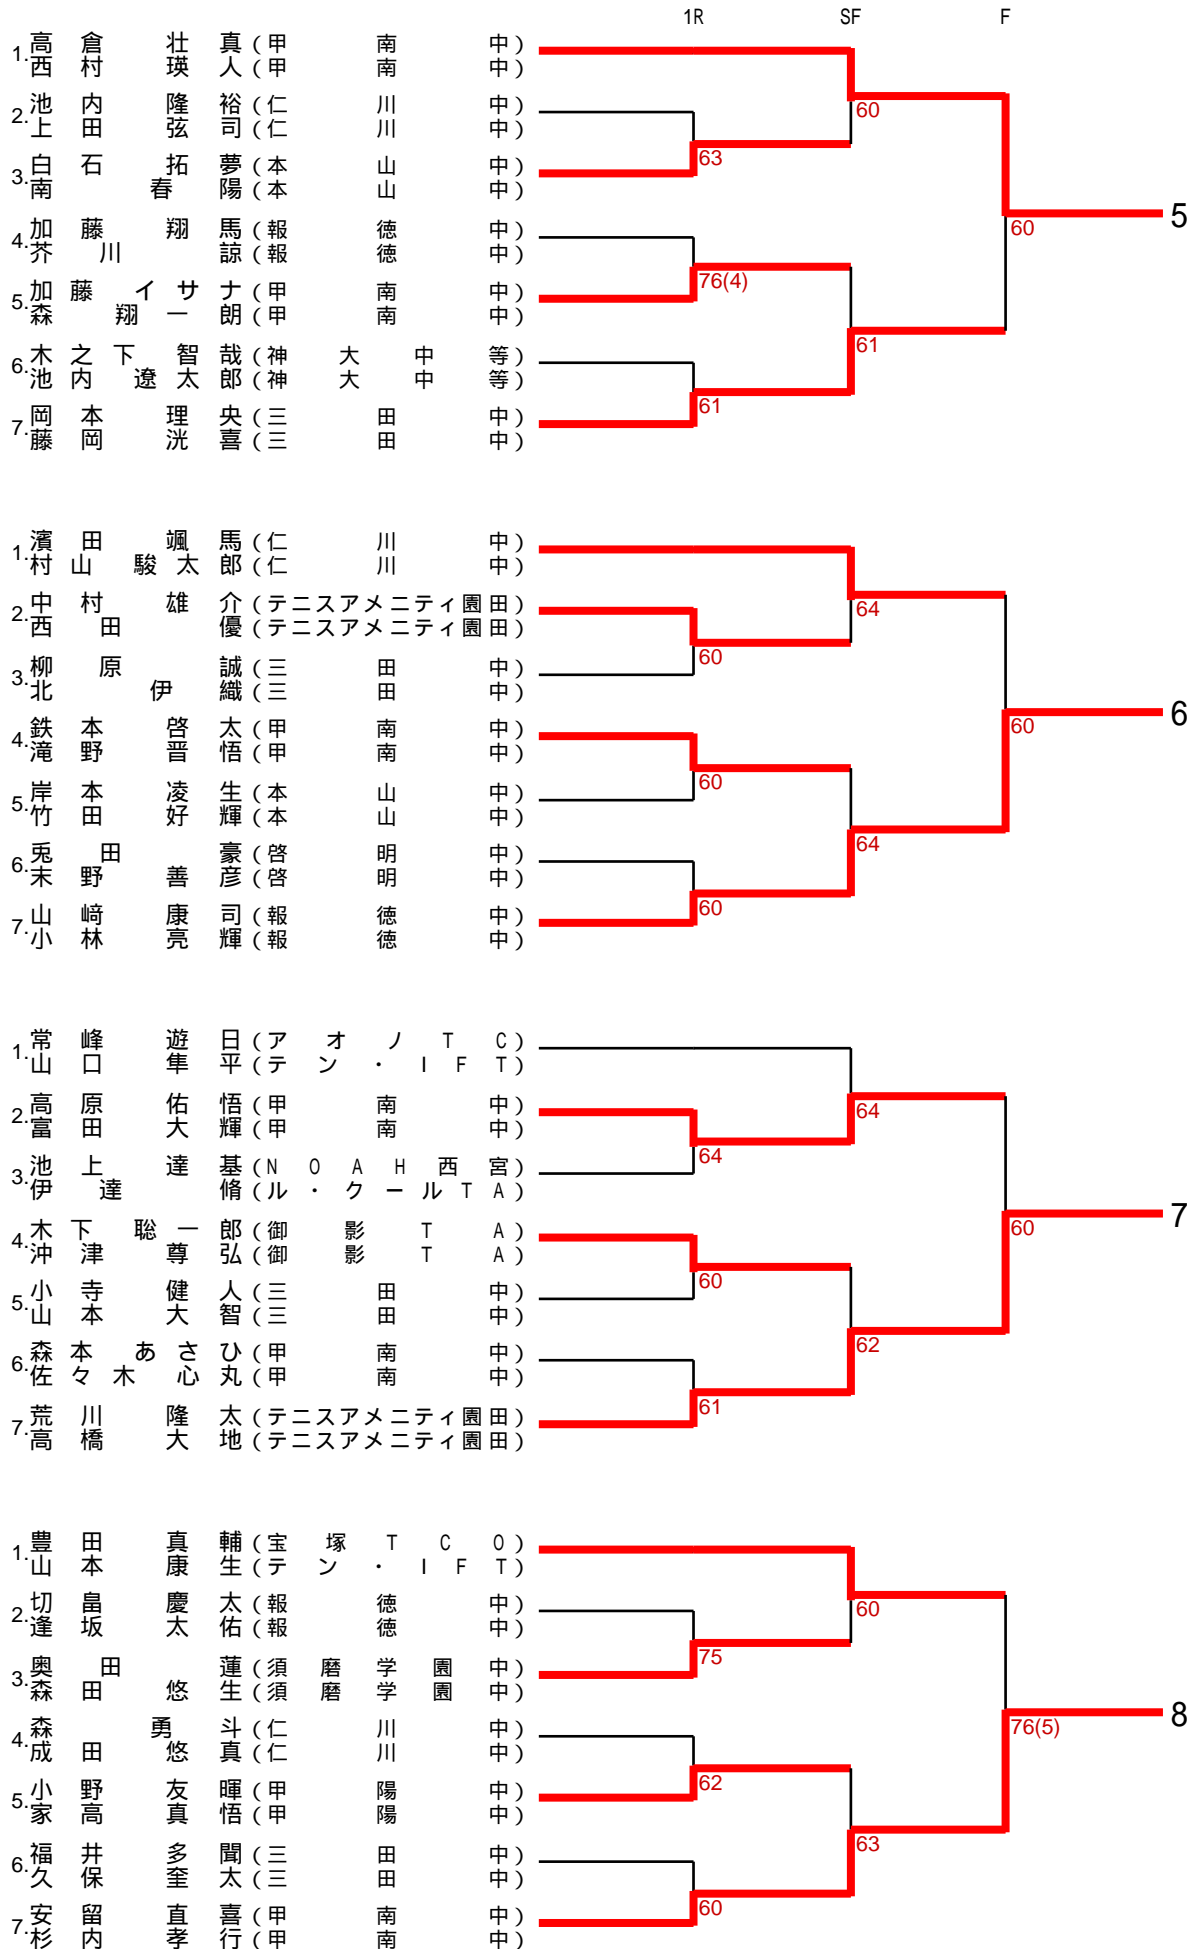 1R SF F
1. 高倉 壮真 (甲南中)
西村 瑛人 (甲南中)
2. 池内 隆裕 (仁川中)
上田 弦司 (仁川中)
60
3. 白石 拓夢 (本山中)
南 春陽 (本山中)
63
5
4. 加藤 翔馬 (報徳中)
芥川 諒 (報徳中)
60
5. 加藤 イサナ (甲南中)
森 翔一朗 (甲南中)
76(4)
6. 木之下 智哉 (神大中等)
池内 遼太郎 (神大中等)
61
7. 岡本 理央 (三田中)
藤岡 洸喜 (三田中)
61
1. 濱田 颯馬 (仁川中)
村山 駿太郎 (仁川中)
2. 中村 雄介 (テニスアメニティ園田)
西田 優 (テニスアメニティ園田)
64
3. 柳原 誠 (三田中)
北 伊織 (三田中)
60
6
4. 鉄本 啓太 (甲南中)
滝野 晋悟 (甲南中)
60
5. 岸本 凌生 (本山中)
竹田 好輝 (本山中)
60
6. 兎田 豪 (啓明中)
末野 善彦 (啓明中)
64
7. 山﨑 康司 (報徳中)
小林 亮輝 (報徳中)
60
1. 常峰 遊日 (アオノTC)
山口 隼平 (テン・IFT)
2. 高原 佑悟 (甲南中)
富田 大輝 (甲南中)
64
3. 池上 達基 (NOAH西宮)
伊達 脩 (ル・クールTA)
64
7
4. 木下 聡一郎 (御影TA)
沖津 尊弘 (御影TA)
60
5. 小寺 健人 (三田中)
山本 大智 (三田中)
60
6. 森本 あさひ (甲南中)
佐々木 心丸 (甲南中)
62
7. 荒川 隆太 (テニスアメニティ園田)
高橋 大地 (テニスアメニティ園田)
61
1. 豊田 真輔 (宝塚TCO)
山本 康生 (テン・IFT)
2. 切畠 慶太 (報徳中)
逢坂 太佑 (報徳中)
60
3. 奥田 蓮 (須磨学園中)
森田 悠生 (須磨学園中)
75
8
4. 森 勇斗 (仁川中)
成田 悠真 (仁川中)
76(5)
5. 小野 友暉 (甲陽中)
家高 真悟 (甲陽中)
62
6. 福井 多聞 (三田中)
久保 奎太 (三田中)
63
7. 安留 直喜 (甲南中)
杉内 孝行 (甲南中)
60